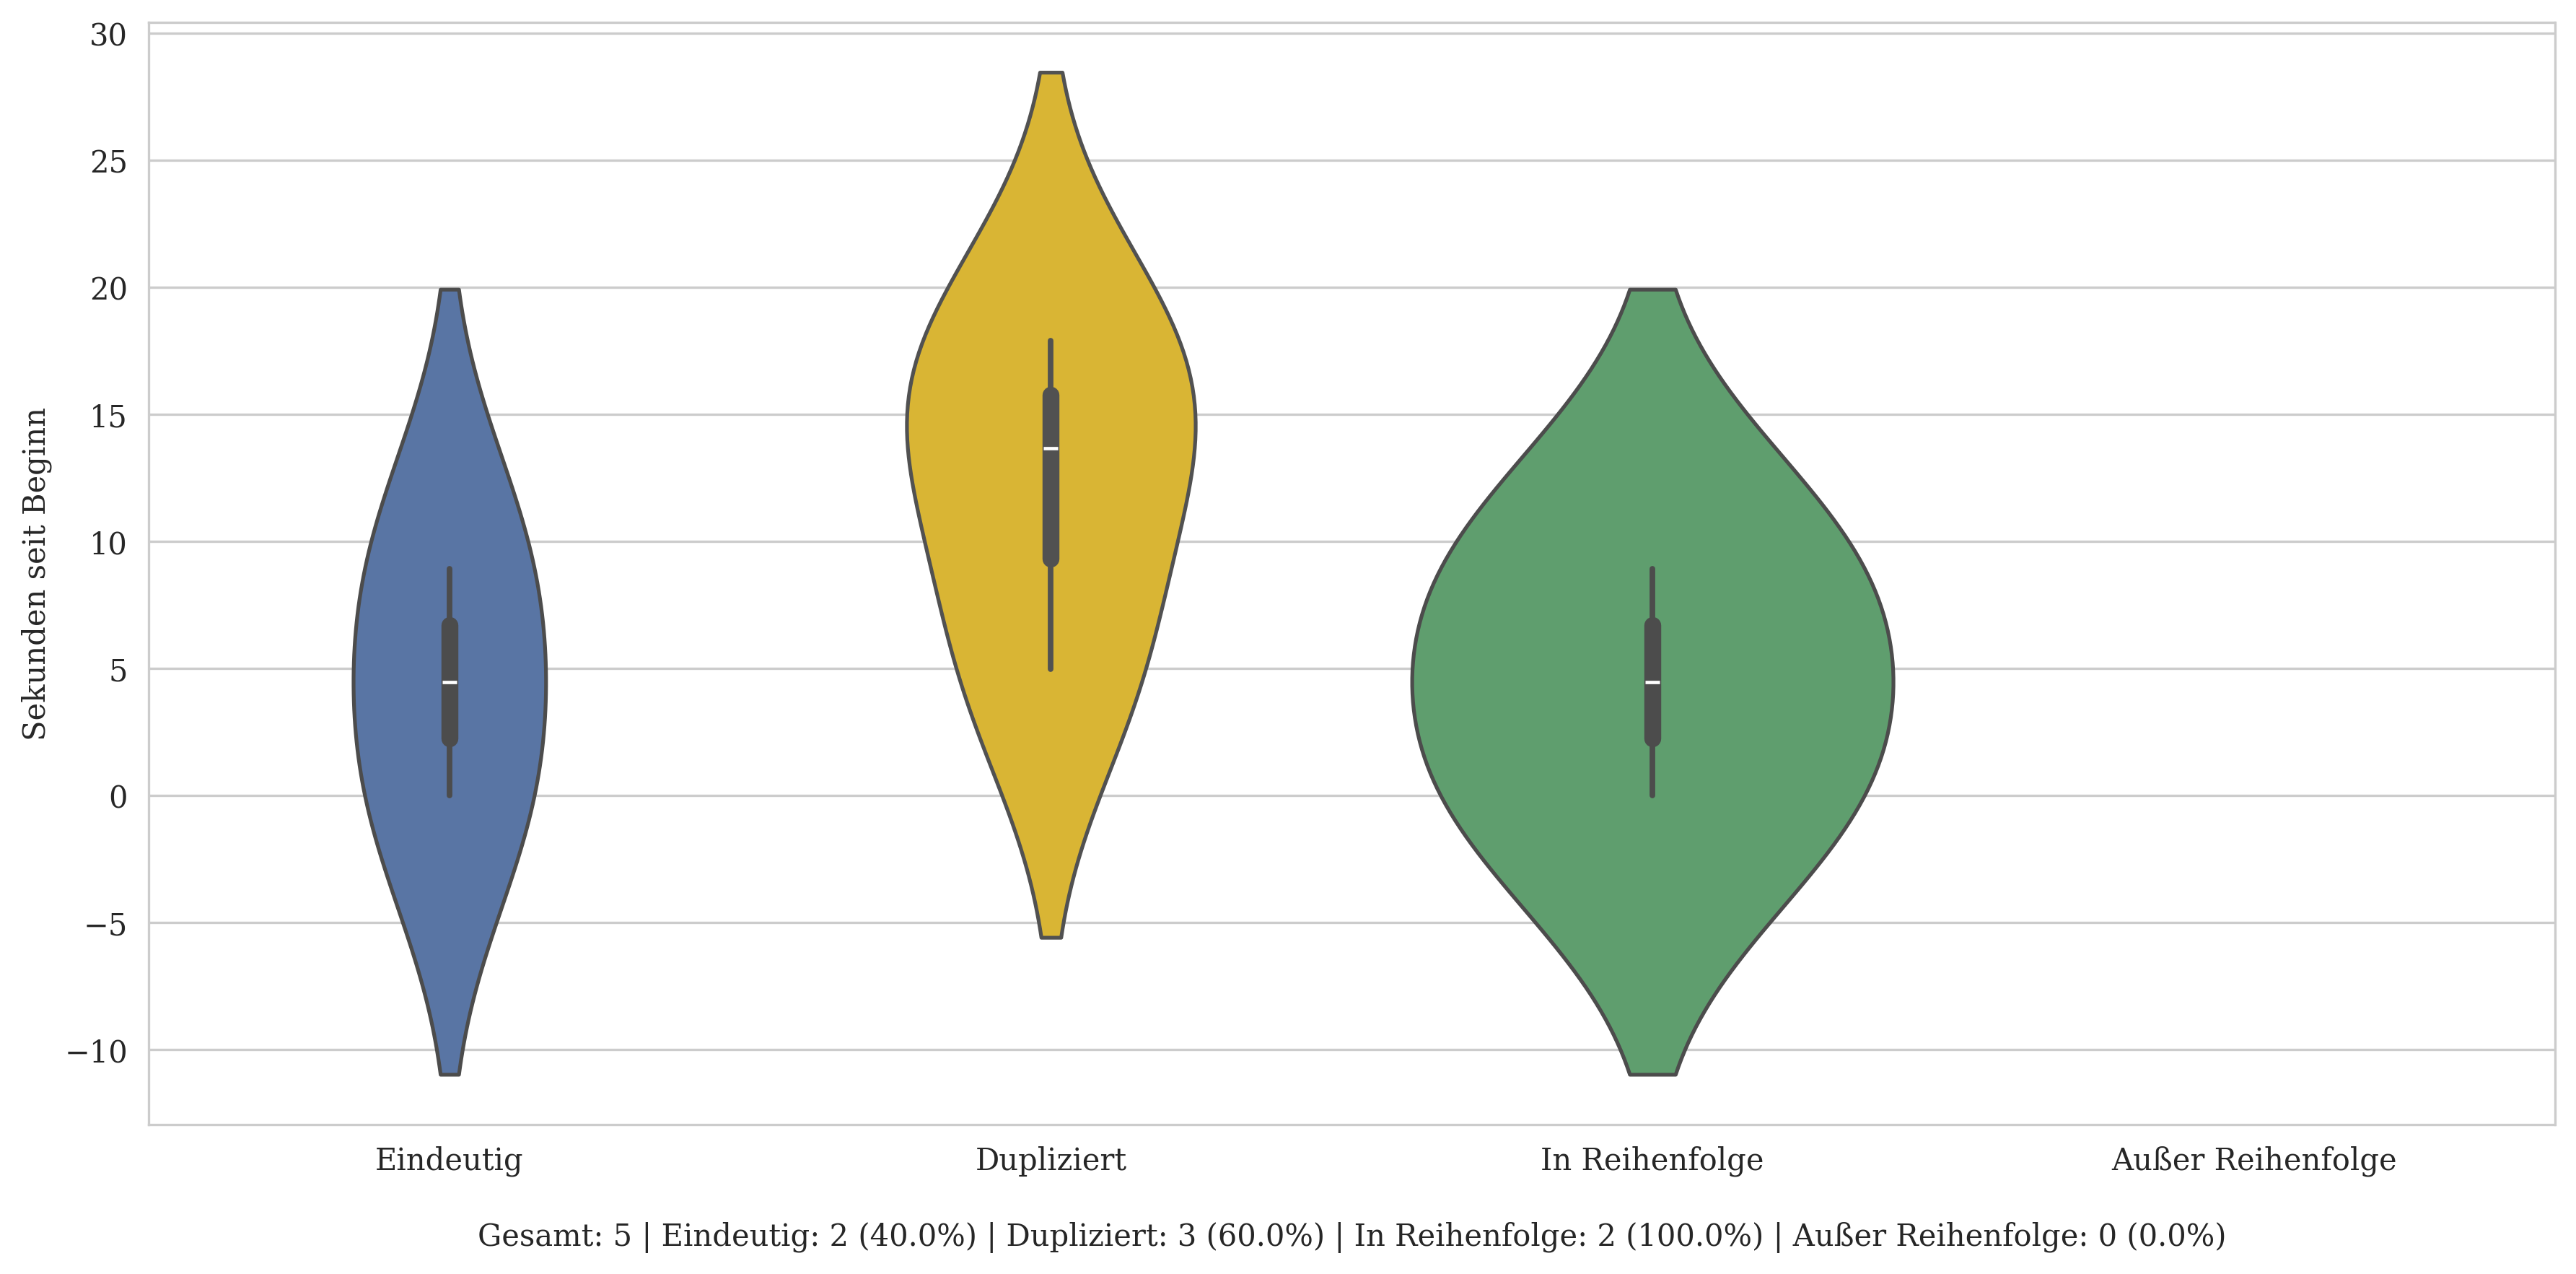 30
25
20
15
10
5
0
−5
−10
Sekunden seit Beginn
Eindeutig
Dupliziert
In Reihenfolge
Außer Reihenfolge
Gesamt: 5 | Eindeutig: 2 (40.0%) | Dupliziert: 3 (60.0%) | In Reihenfolge: 2 (100.0%) | Außer Reihenfolge: 0 (0.0%)